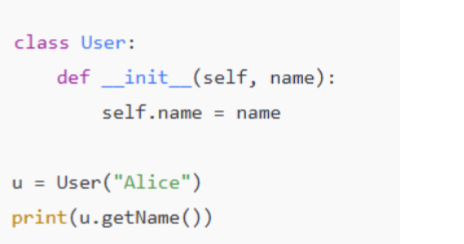 class User:
    def __init__(self, name):
        self.name = name

u = User("Alice")
print(u.getName())